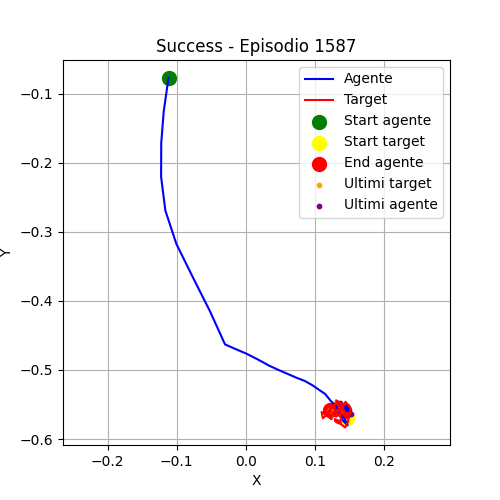 Success - Episodio 1587
Agente
Target
Start agente
Start target
End agente
Ultimi target
Ultimi agente
−0.1
−0.2
−0.3
−0.4
−0.5
−0.6
Y
−0.2
−0.1
0.0
0.1
0.2
X